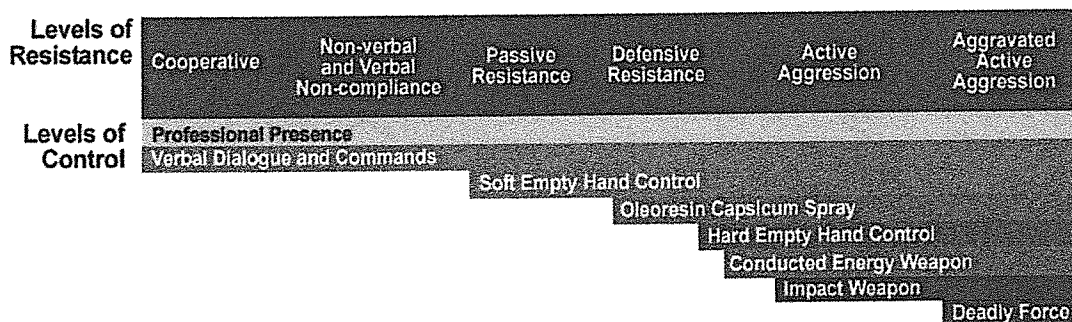 Levels of
Resistance
Cooperative
Non-verbal
and Verbal
Non-compliance
Passive
Resistance
Defensive
Resistance
Active
Aggression
Aggravated
Active
Aggression
Levels of
Control
Professional Presence
Verbal Dialogue and Commands
Soft Empty Hand Control
Oleoresin Capsicum Spray
Hard Empty Hand Control
Conducted Energy Weapon
Impact Weapon
Deadly Force